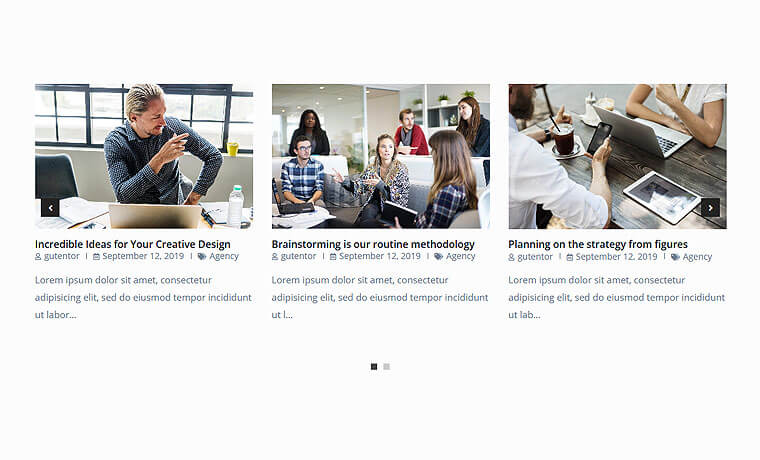 Incredible Ideas for Your Creative Design
gutentor | September 12, 2019 | Agency
Lorem ipsum dolor sit amet, consectetur
adipisicing elit, sed do eiusmod tempor incididunt
ut labor...
Brainstorming is our routine methodology
gutentor | September 12, 2019 | Agency
Lorem ipsum dolor sit amet, consectetur
adipisicing elit, sed do eiusmod tempor incididunt
ut l...
Planning on the strategy from figures
gutentor | September 12, 2019 | Agency
Lorem ipsum dolor sit amet, consectetur
adipisicing elit, sed do eiusmod tempor incididunt
ut lab...